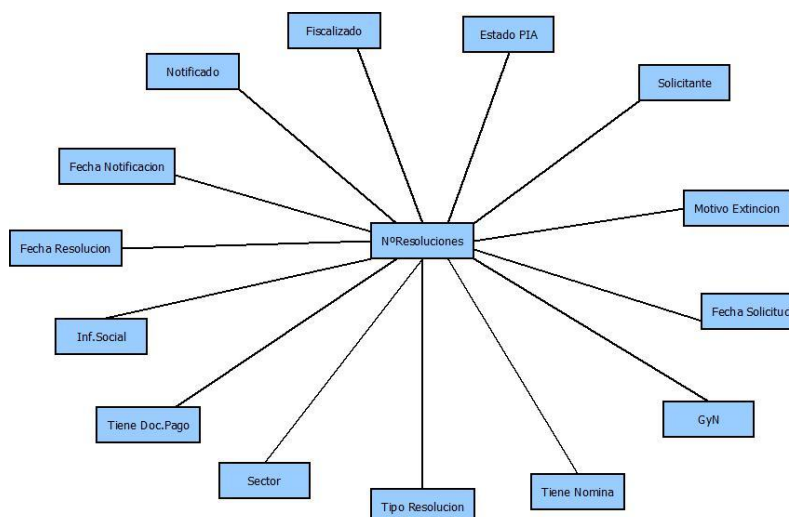 Fiscalizado
Estado PIA
Notificado
Solicitante
Fecha Notificacion
Motivo Extincion
NºResoluciones
Fecha Resolucion
Fecha Solicituc
Inf.Social
Tiene Doc.Pago
GyN
Sector
Tiene Nomina
Tipo Resolucion